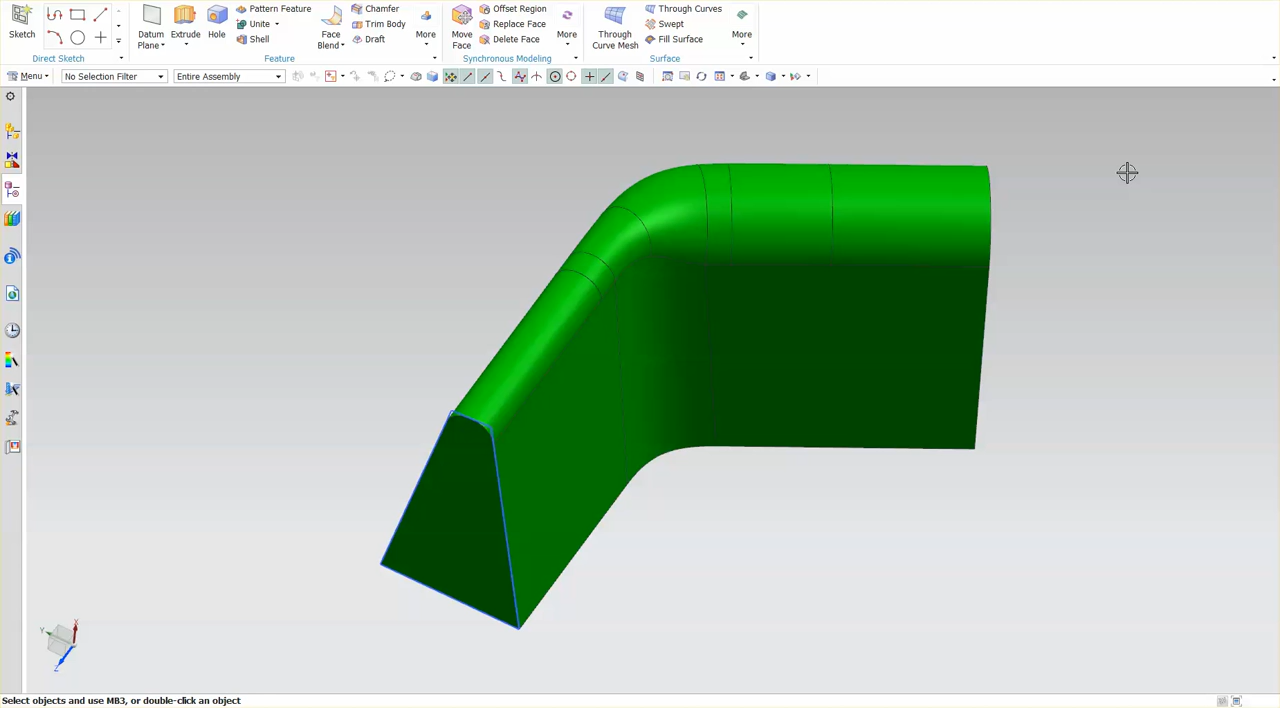 Sketch
Direct Sketch
Datum Plane
Extrude
Hole
Pattern Feature
Unite
Shell
Face Blend
Chamfer
Trim Body
Draft
More
Feature
Move Face
Offset Region
Replace Face
Delete Face
More
Synchronous Modeling
Through Curve Mesh
Through Curves
Swept
Fill Surface
More
Surface
Menu
No Selection Filter
Entire Assembly
X
Y
Z
Select objects and use MB3, or double-click an object